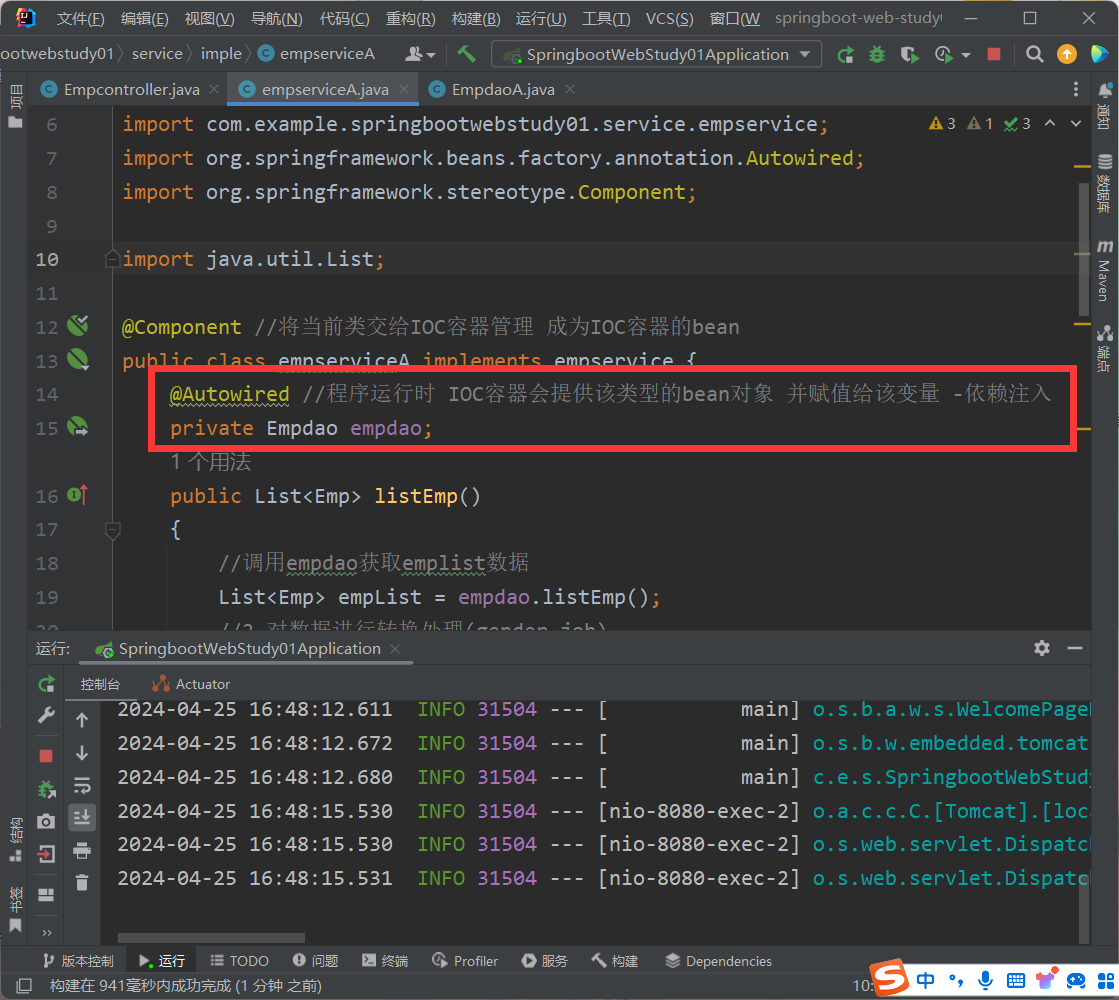 文件(F) 编辑(E) 视图(V) 导航(N) 代码(C) 重构(R) 构建(B) 运行(U) 工具(T) VCS(S) 窗口(W springboot-web-study
ootwebstudy01 service imple empserviceA SpringbootWebStudy01Application
Empcontroller.java empserviceA.java EmpdaoA.java
项目
通知
数据库
Maven
端点
3 1 3
6 import com.example.springbootwebstudy01.service.empservice;
7 import org.springframework.beans.factory.annotation.Autowired;
8 import org.springframework.stereotype.Component;
9
10 import java.util.List;
11
12 @Component //将当前类交给IOC容器管理 成为IOC容器的bean
13 public class empserviceA implements empservice {
14 @Autowired //程序运行时 IOC容器会提供该类型的bean对象 并赋值给该变量 -依赖注入
15 private Empdao empdao;
1 个用法
16 public List<Emp> listEmp()
17 {
18 //调用empdao获取emplist数据
19 List<Emp> empList = empdao.listEmp();
运行: SpringbootWebStudy01Application
控制台 Actuator
2024-04-25 16:48:12.611 INFO 31504 --- [ main] o.s.b.a.w.s.WelcomePage
2024-04-25 16:48:12.672 INFO 31504 --- [ main] o.s.b.w.embedded.tomcat
2024-04-25 16:48:12.680 INFO 31504 --- [ main] c.e.s.SpringbootWebStudy
2024-04-25 16:48:15.530 INFO 31504 --- [nio-8080-exec-2] o.a.c.c.C.[Tomcat].[loc
2024-04-25 16:48:15.530 INFO 31504 --- [nio-8080-exec-2] o.s.web.servlet.Dispatc
2024-04-25 16:48:15.531 INFO 31504 --- [nio-8080-exec-2] o.s.web.servlet.Dispatc
结构
书签
版本控制 运行 TODO 问题 终端 Profiler 服务 构建 Dependencies
构建在 941毫秒内成功完成 (1 分钟 之前) 10: 中